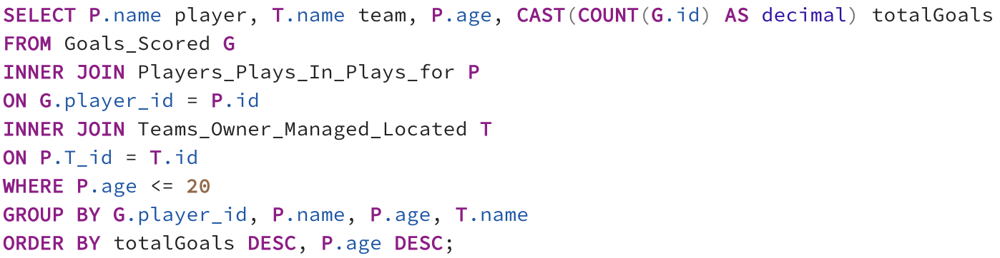 SELECT P.name player, T.name team, P.age, CAST(COUNT(G.id) AS decimal) totalGoals
FROM Goals_Scored G
INNER JOIN Players_Plays_In_Plays_for P
ON G.player_id = P.id
INNER JOIN Teams_Owner_Managed_Located T
ON P.T_id = T.id
WHERE P.age <= 20
GROUP BY G.player_id, P.name, P.age, T.name
ORDER BY totalGoals DESC, P.age DESC;